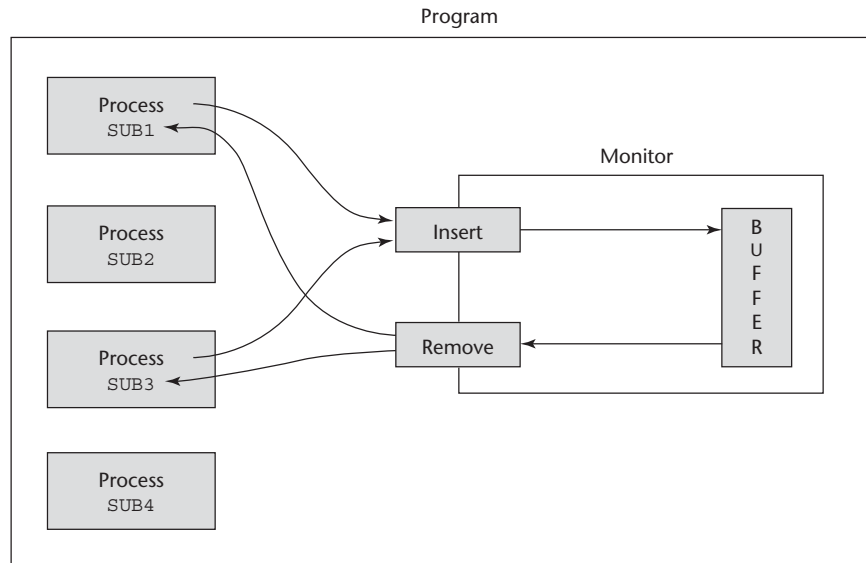 Program
Process
SUB1
Process
SUB2
Process
SUB3
Process
SUB4
Monitor
Insert
Remove
B
U
F
F
E
R